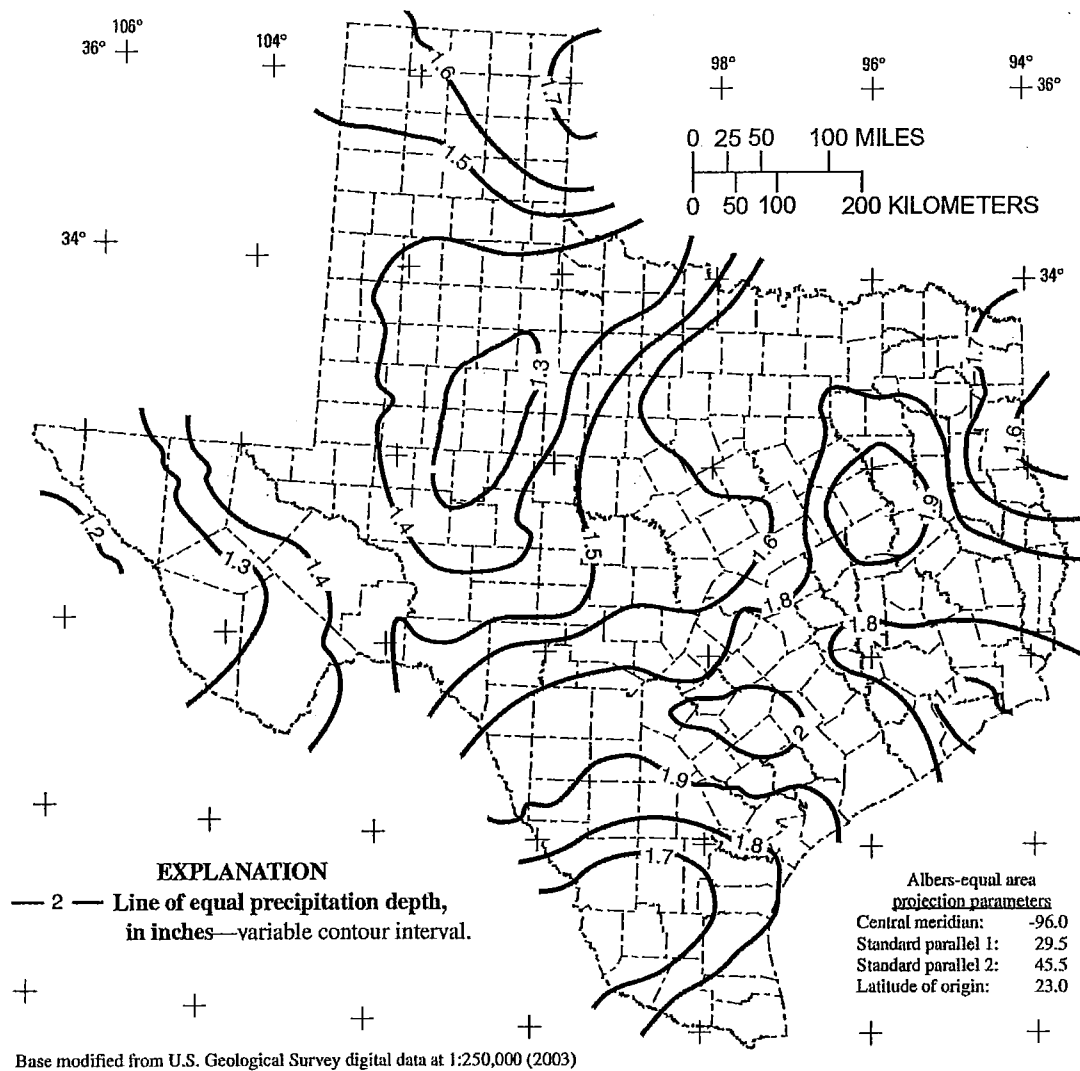 106°
36°
104°
98°
96°
94°
36°
1.6
1.7
0 25 50 100 MILES
0 50 100 200 KILOMETERS
1.5
34°
34°
1.3
1.6
1.2
1.4
1.5
1.6
1.3
1.4
1.8
1.8
2
1.9
1.8
1.7
EXPLANATION
2 Line of equal precipitation depth,
in inches—variable contour interval.
Albers-equal area
projection parameters
Central meridian: -96.0
Standard parallel 1: 29.5
Standard parallel 2: 45.5
Latitude of origin: 23.0
Base modified from U.S. Geological Survey digital data at 1:250,000 (2003)